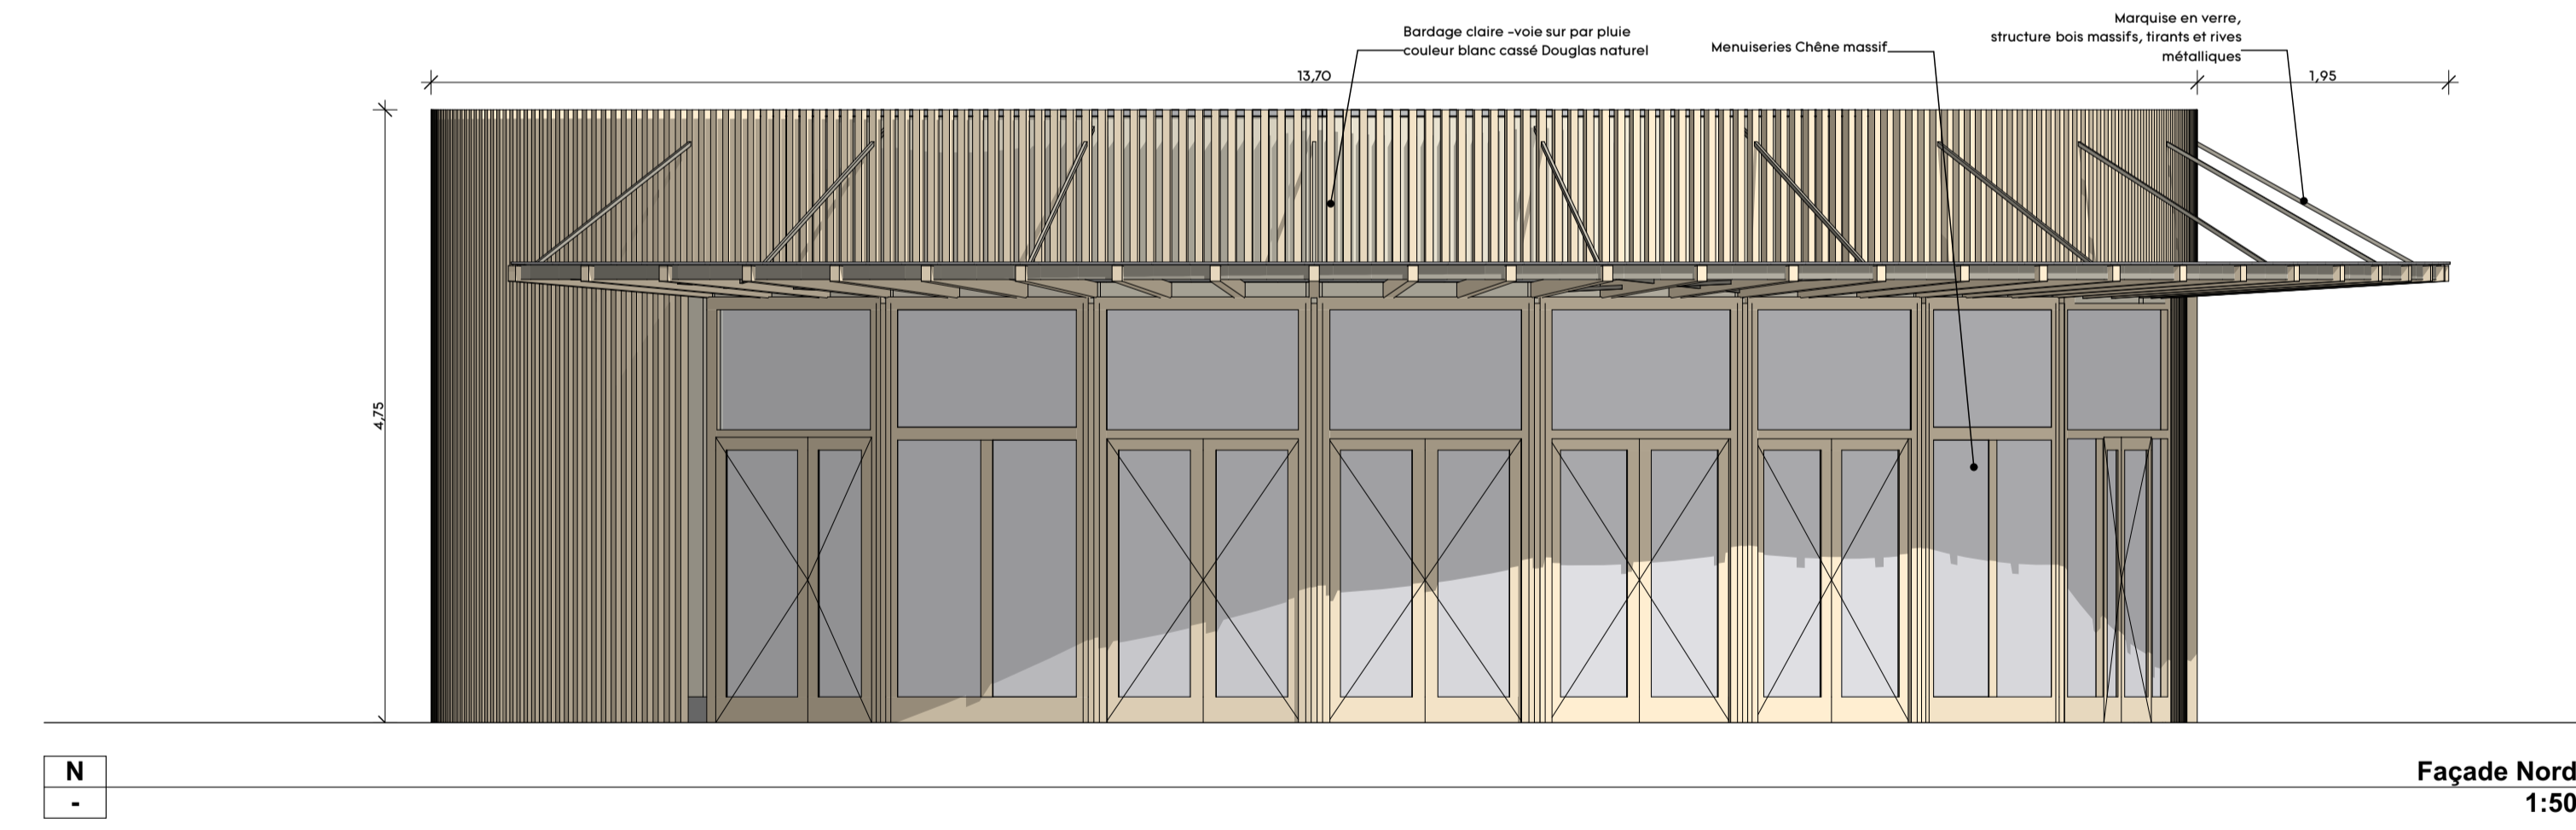 Bardage claire -voie sur par pluie
couleur blanc cassé Douglas naturel
Menuiseries Chêne massif
Marquise en verre,
structure bois massifs, tirants et rives
métalliques
13,70
1,95
4,75
N
-
Façade Nord
1:50